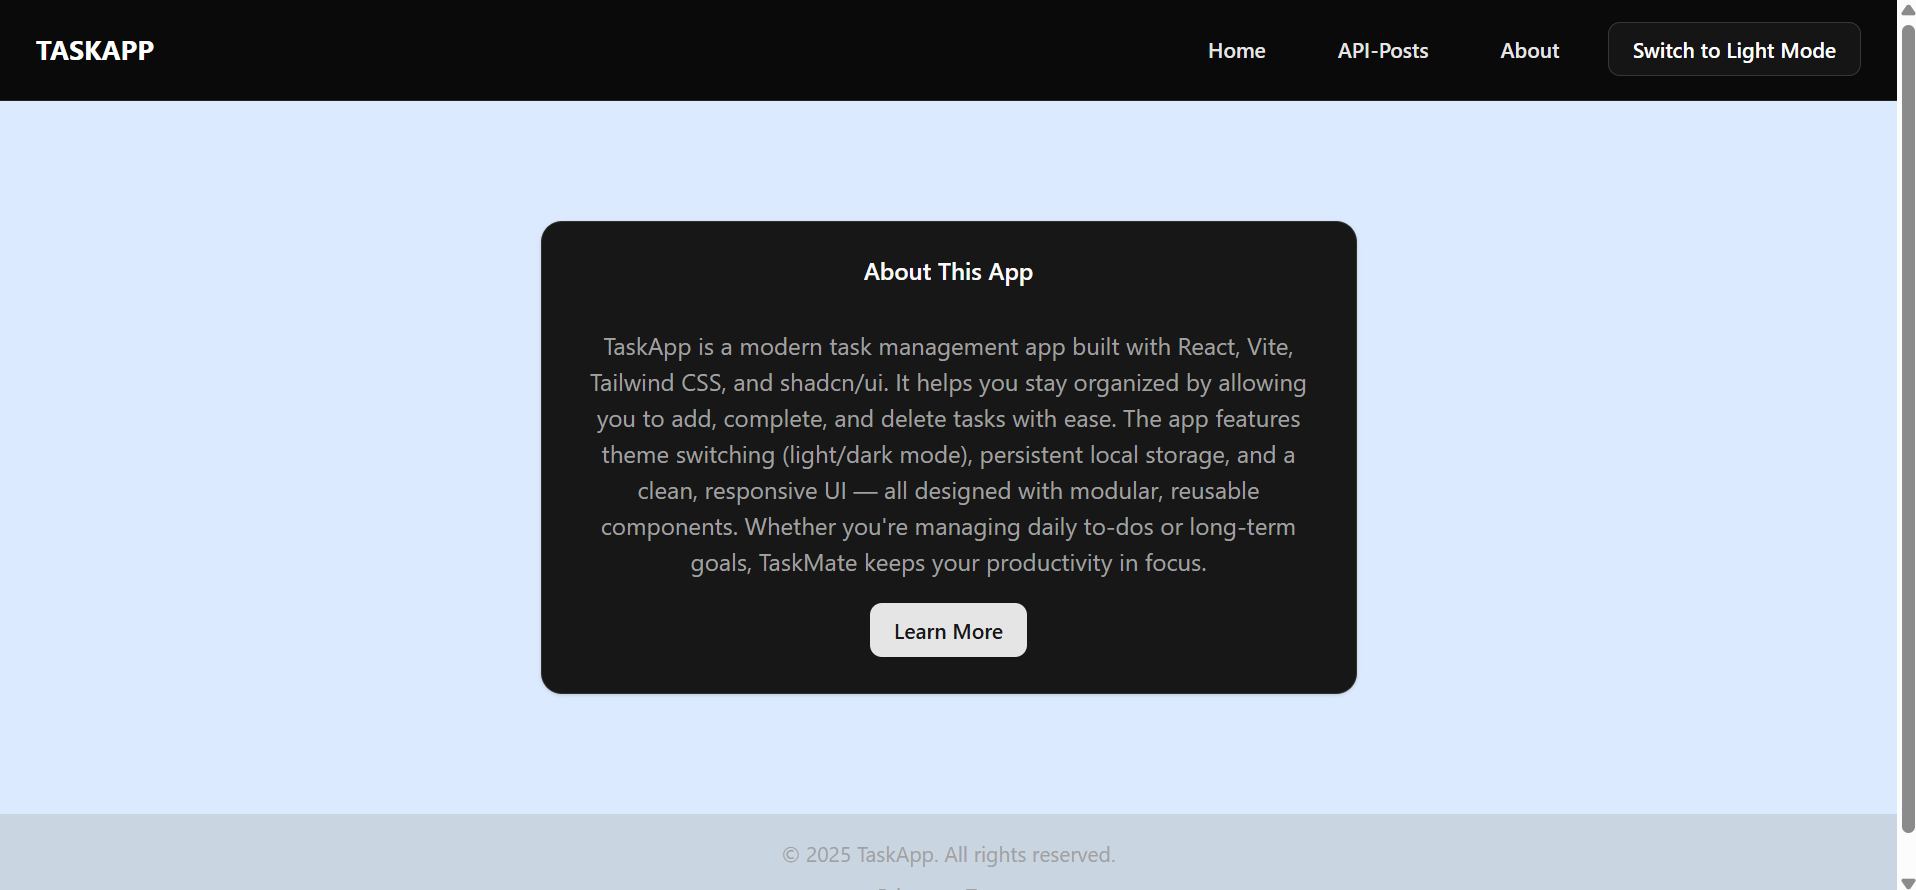 TASKAPP
Home
API-Posts
About
Switch to Light Mode
About This App
TaskApp is a modern task management app built with React, Vite,
Tailwind CSS, and shadcn/ui. It helps you stay organized by allowing
you to add, complete, and delete tasks with ease. The app features
theme switching (light/dark mode), persistent local storage, and a
clean, responsive UI — all designed with modular, reusable
components. Whether you're managing daily to-dos or long-term
goals, TaskMate keeps your productivity in focus.
Learn More
© 2025 TaskApp. All rights reserved.